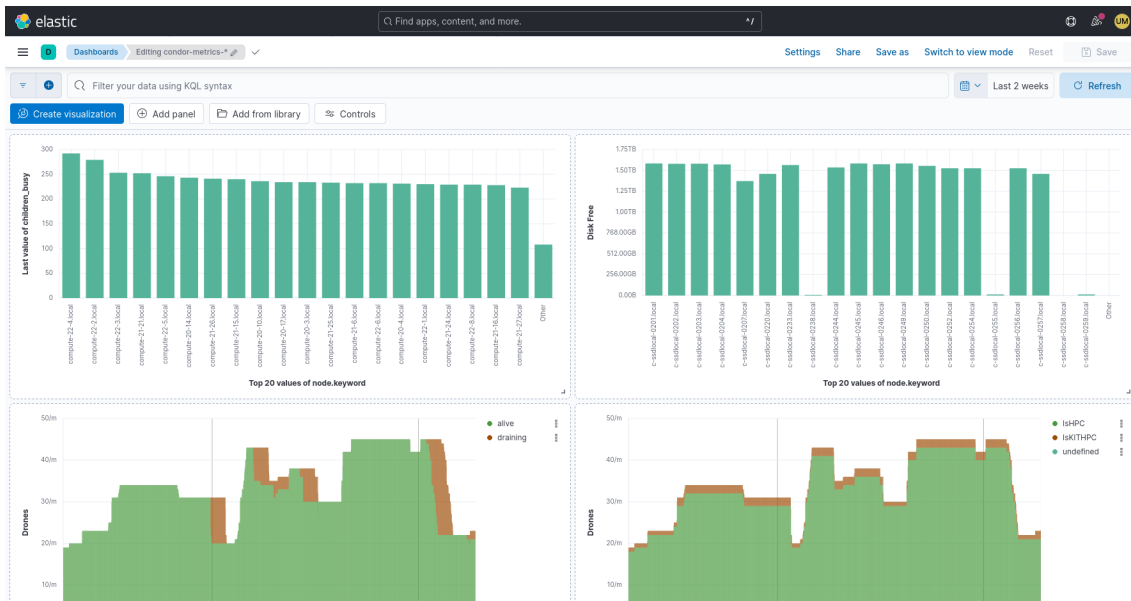 elastic
Find apps, content, and more.
^/
UM
D
Dashboards
Editing condor-metrics-*
Settings
Share
Save as
Switch to view mode
Reset
Save
Filter your data using KQL syntax
Last 2 weeks
Refresh
Create visualization
Add panel
Add from library
Controls
Last value of children_busy
300
250
200
150
100
50
0
compute-22-4.local
compute-22-2.local
compute-22-3.local
compute-21-21.local
compute-22-5.local
compute-20-14.local
compute-21-26.local
compute-21-15.local
compute-20-10.local
compute-20-17.local
compute-20-3.local
compute-21-25.local
compute-21-6.local
compute-22-6.local
compute-20-4.local
compute-22-1.local
compute-21-24.local
compute-22-8.local
compute-21-16.local
compute-21-27.local
Other
Top 20 values of node.keyword
Disk Free
1.75TB
1.50TB
1.25TB
1.00TB
768.00GB
512.00GB
256.00GB
0.00B
c-ssdlocal-0201.local
c-ssdlocal-0202.local
c-ssdlocal-0203.local
c-ssdlocal-0204.local
c-ssdlocal-0207.local
c-ssdlocal-0220.local
c-ssdlocal-0233.local
c-ssdlocal-0238.local
c-ssdlocal-0244.local
c-ssdlocal-0245.local
c-ssdlocal-0246.local
c-ssdlocal-0249.local
c-ssdlocal-0250.local
c-ssdlocal-0252.local
c-ssdlocal-0254.local
c-ssdlocal-0255.local
c-ssdlocal-0256.local
c-ssdlocal-0257.local
c-ssdlocal-0258.local
c-ssdlocal-0259.local
Other
Top 20 values of node.keyword
Drones
50/m
40/m
30/m
20/m
10/m
alive
draining
Drones
50/m
40/m
30/m
20/m
10/m
IsHPC
IsKITHPC
undefined